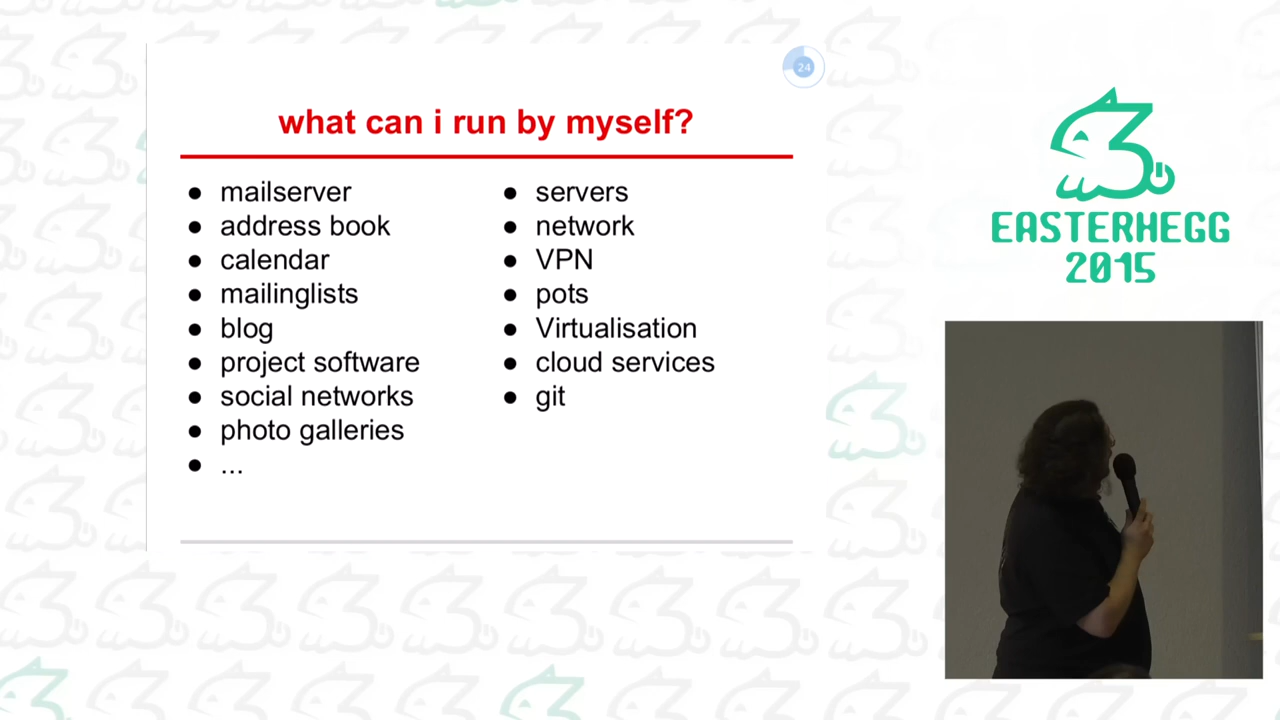 24
what can i run by myself?
● mailserver
● address book
● calendar
● mailinglists
● blog
● project software
● social networks
● photo galleries
● ...
● servers
● network
● VPN
● pots
● Virtualisation
● cloud services
● git
EASTERHEGG
2015